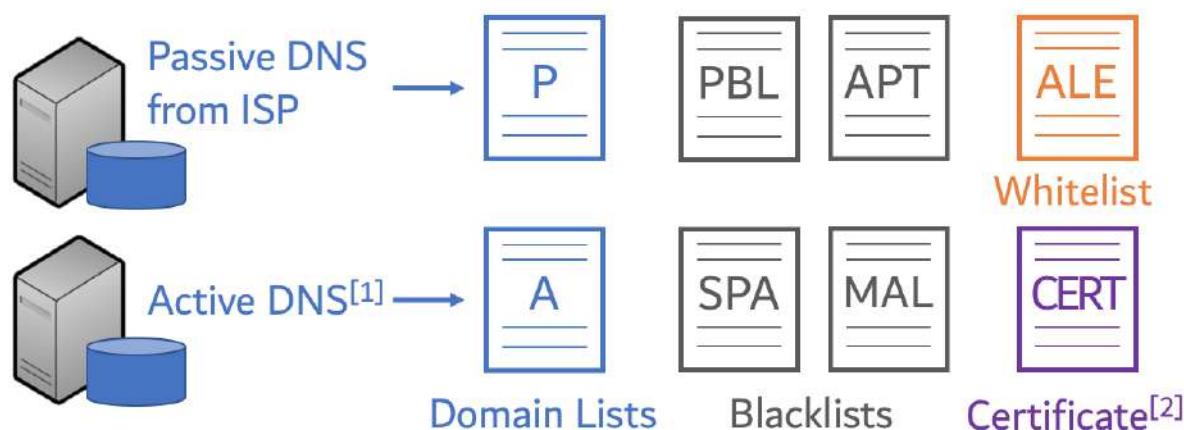 Passive DNS
from ISP
P
PBL
APT
ALE
Whitelist
Active DNS[1]
A
SPA
MAL
CERT
Domain Lists
Blacklists
Certificate[2]